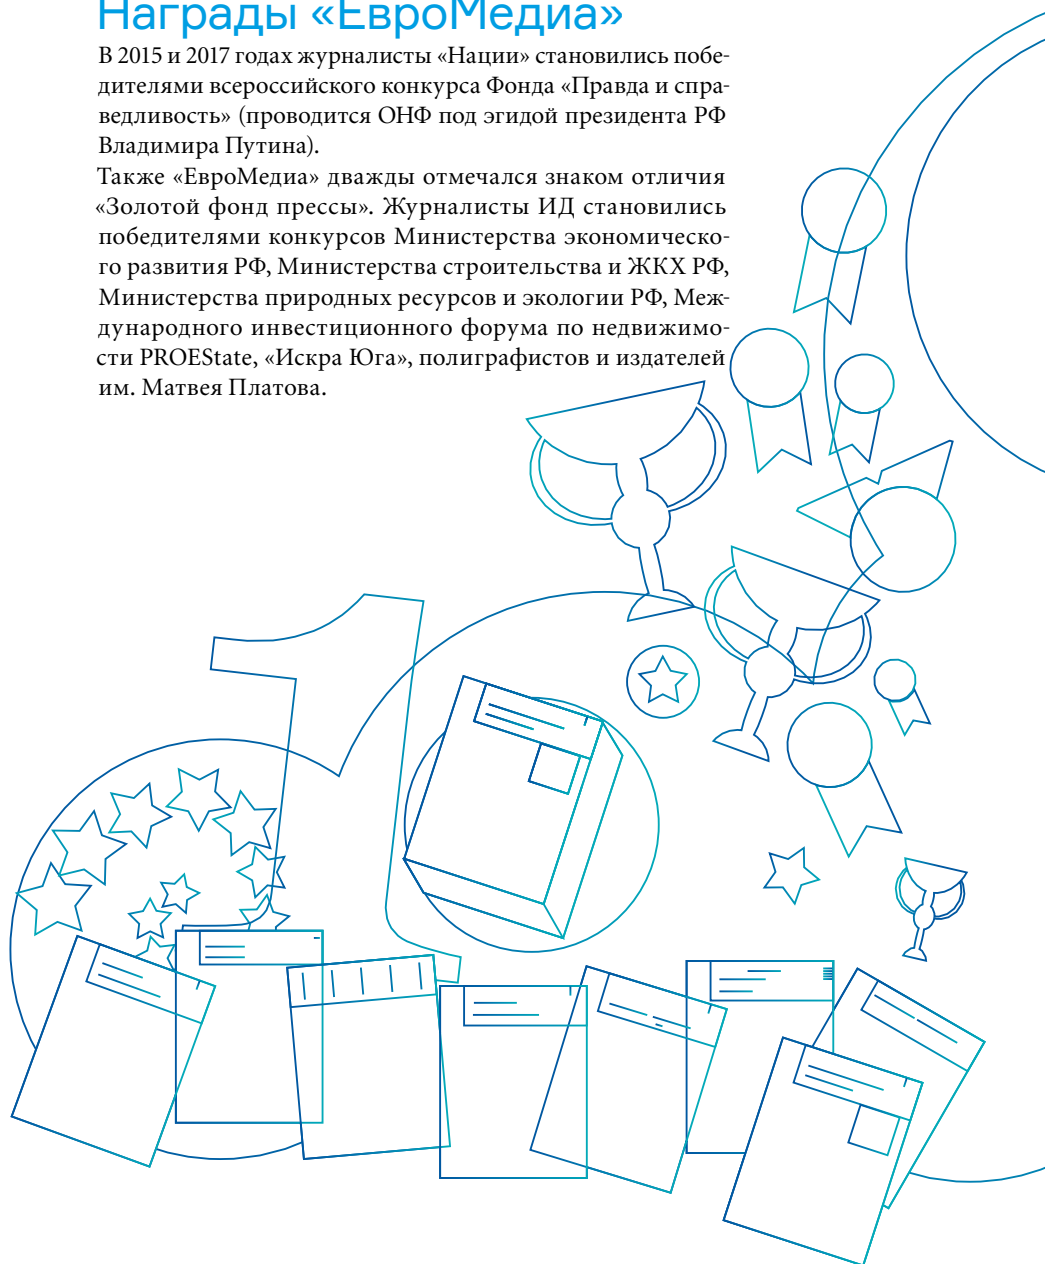 Награды «ЕвроМедиа»
В 2015 и 2017 годах журналисты «Нации» становились побе-
дителями всероссийского конкурса Фонда «Правда и спра-
ведливость» (проводится ОНФ под эгидой президента РФ
Владимира Путина).
Также «ЕвроМедиа» дважды отмечался знаком отличия
«Золотой фонд прессы». Журналисты ИД становились
победителями конкурсов Министерства экономическо-
го развития РФ, Министерства строительства и ЖКХ РФ,
Министерства природных ресурсов и экологии РФ, Меж-
дународного инвестиционного форума по недвижимо-
сти PROEState, «Искра Юга», полиграфистов и издателей
им. Матвея Платова.